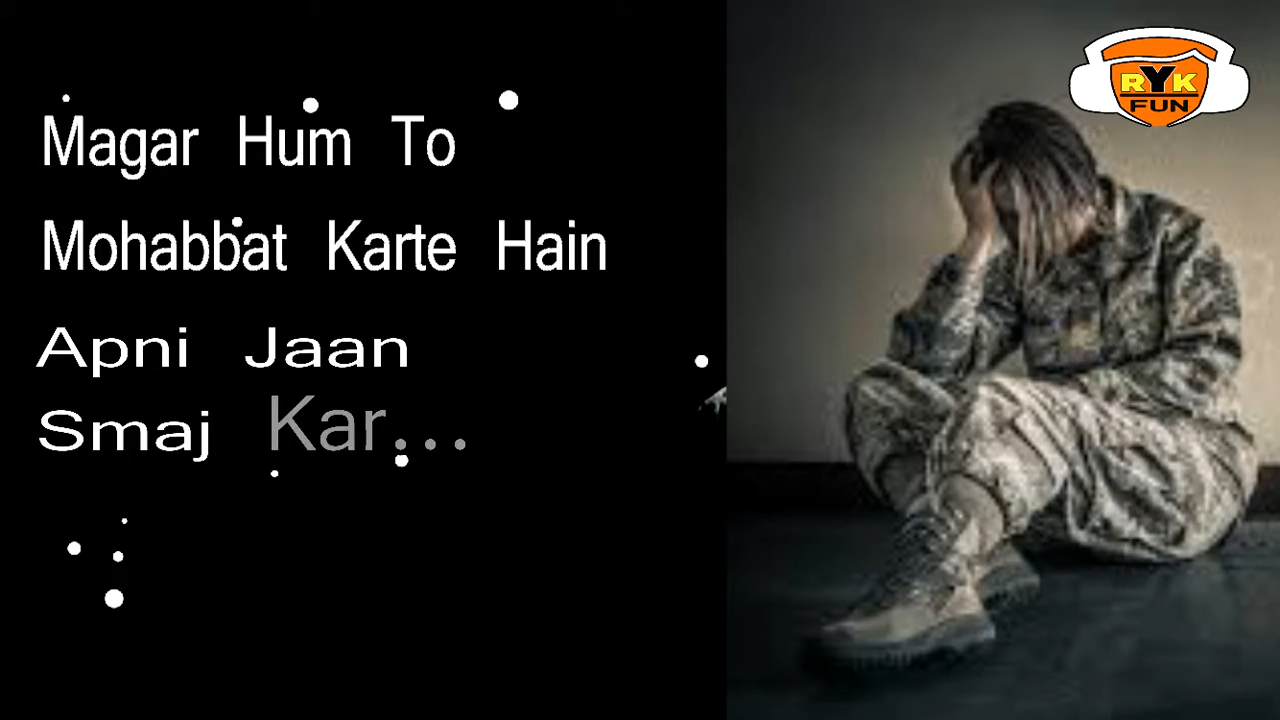 Magar Hum To
Mohabbat Karte Hain
Apni Jaan
Smaj Kar...
RYK
FUN